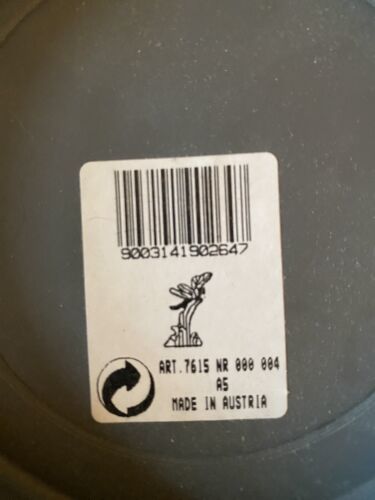 9003141902647
ART.7615 NR 000 004
A5
MADE IN AUSTRIA